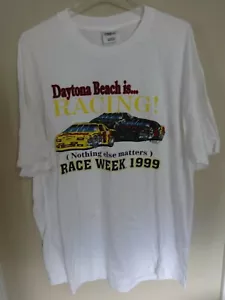 Daytona Beach is...
RACING!
( Nothing else matters )
RACE WEEK 1999